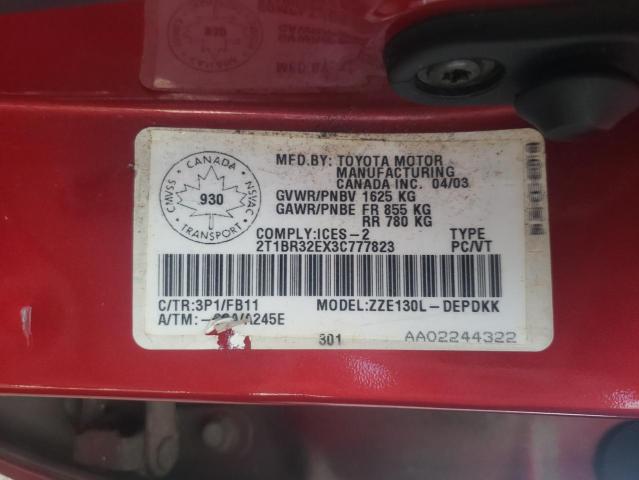 CANADA
CMVSS
NSVAC
930
TRANSPORT
MFD.BY: TOYOTA MOTOR
MANUFACTURING
CANADA INC. 04/03
GVWR/PNBV 1625 KG
GAWR/PNBE FR 855 KG
RR 780 KG
COMPLY:ICES-2 TYPE
2T1BR32EX3C777823 PC/VT
C/TR:3P1/FB11 MODEL:ZZE130L-DEPDKK
A/TM: A245E
301 AA02244322